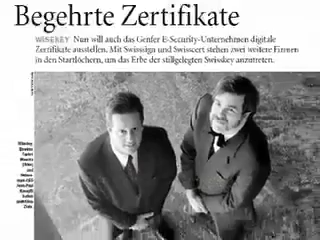 Begehrte Zertifikate
WISEKEY Nun will auch das Genfer E-Security-Unternehmen digitale
Zertifikate ausstellen. Mit Swisssign und Swisscert stehen zwei weitere Firmen
in den Startlöchern, um das Erbe der stillgelegten Swisskey anzutreten.